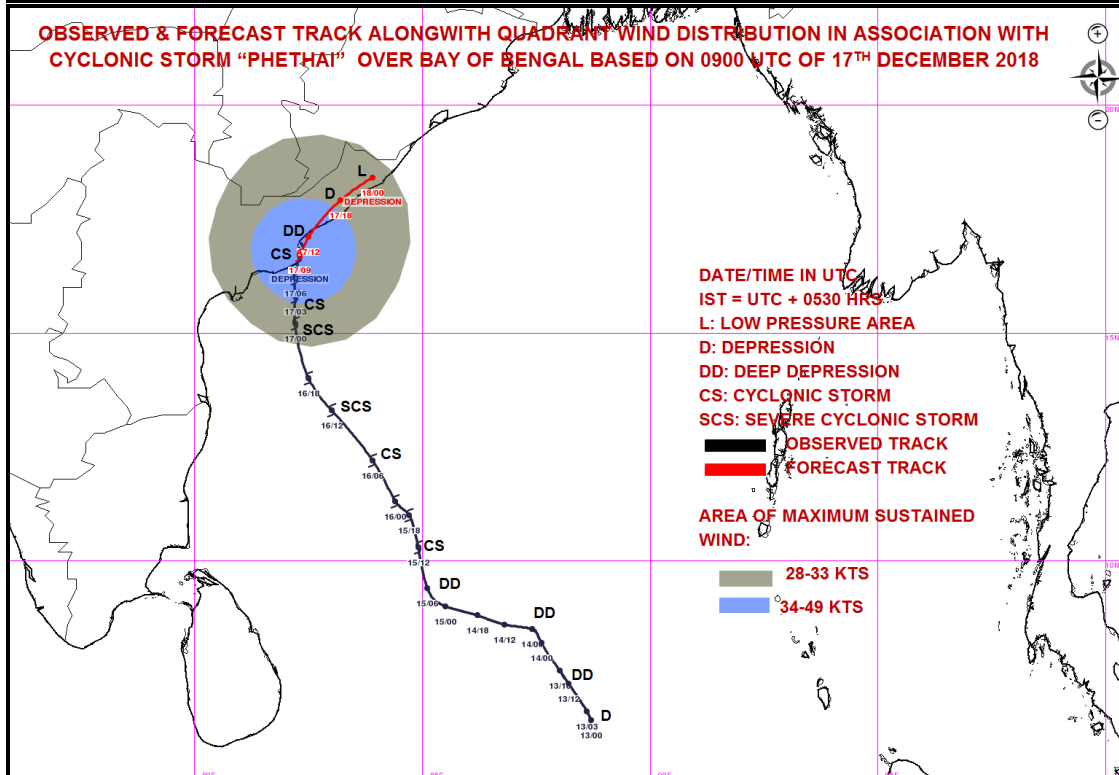 OBSERVED & FORECAST TRACK ALONGWITH QUADRANT WIND DISTRIBUTION IN ASSOCIATION WITH
CYCLONIC STORM “PHETHAI” OVER BAY OF BENGAL BASED ON 0900 UTC OF 17TH DECEMBER 2018
20N
L
18/00
DEPRESSION
D
17/18
DD
17/12
CS
17/09
DEPRESSION
17/06
CS
17/03
SCS
17/00
15N
16/18
SCS
16/12
CS
16/06
16/00
15/18
CS
15/12
10N
DD
15/06
15/00
14/18
14/12
DD
14/06
14/00
DD
13/18
13/12
D
13/03
13/00
DATE/TIME IN UTC
IST = UTC + 0530 HRS
L: LOW PRESSURE AREA
D: DEPRESSION
DD: DEEP DEPRESSION
CS: CYCLONIC STORM
SCS: SEVERE CYCLONIC STORM
OBSERVED TRACK
FORECAST TRACK
AREA OF MAXIMUM SUSTAINED
WIND:
28-33 KTS
34-49 KTS